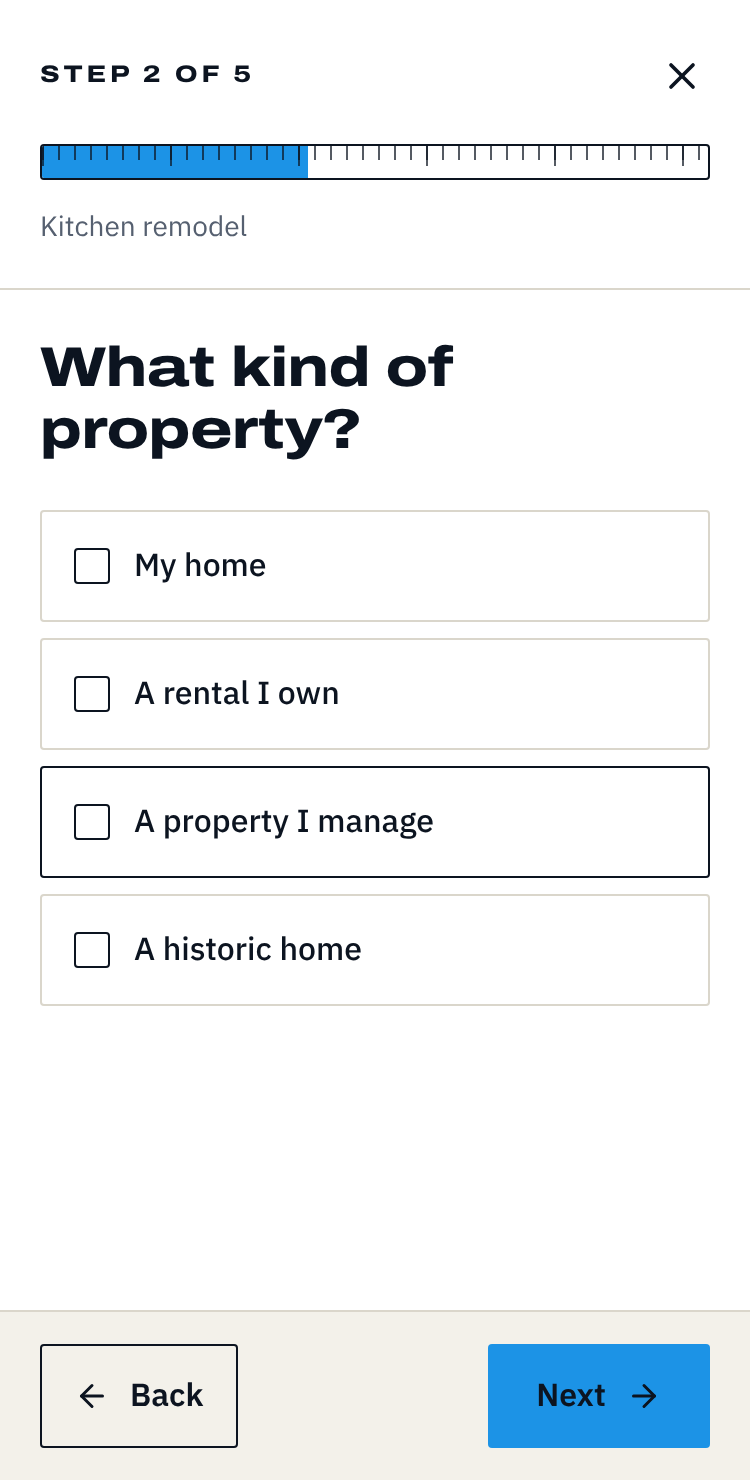 STEP 2 OF 5
Kitchen remodel
What kind of
property?
My home
A rental I own
A property I manage
A historic home
Back
Next